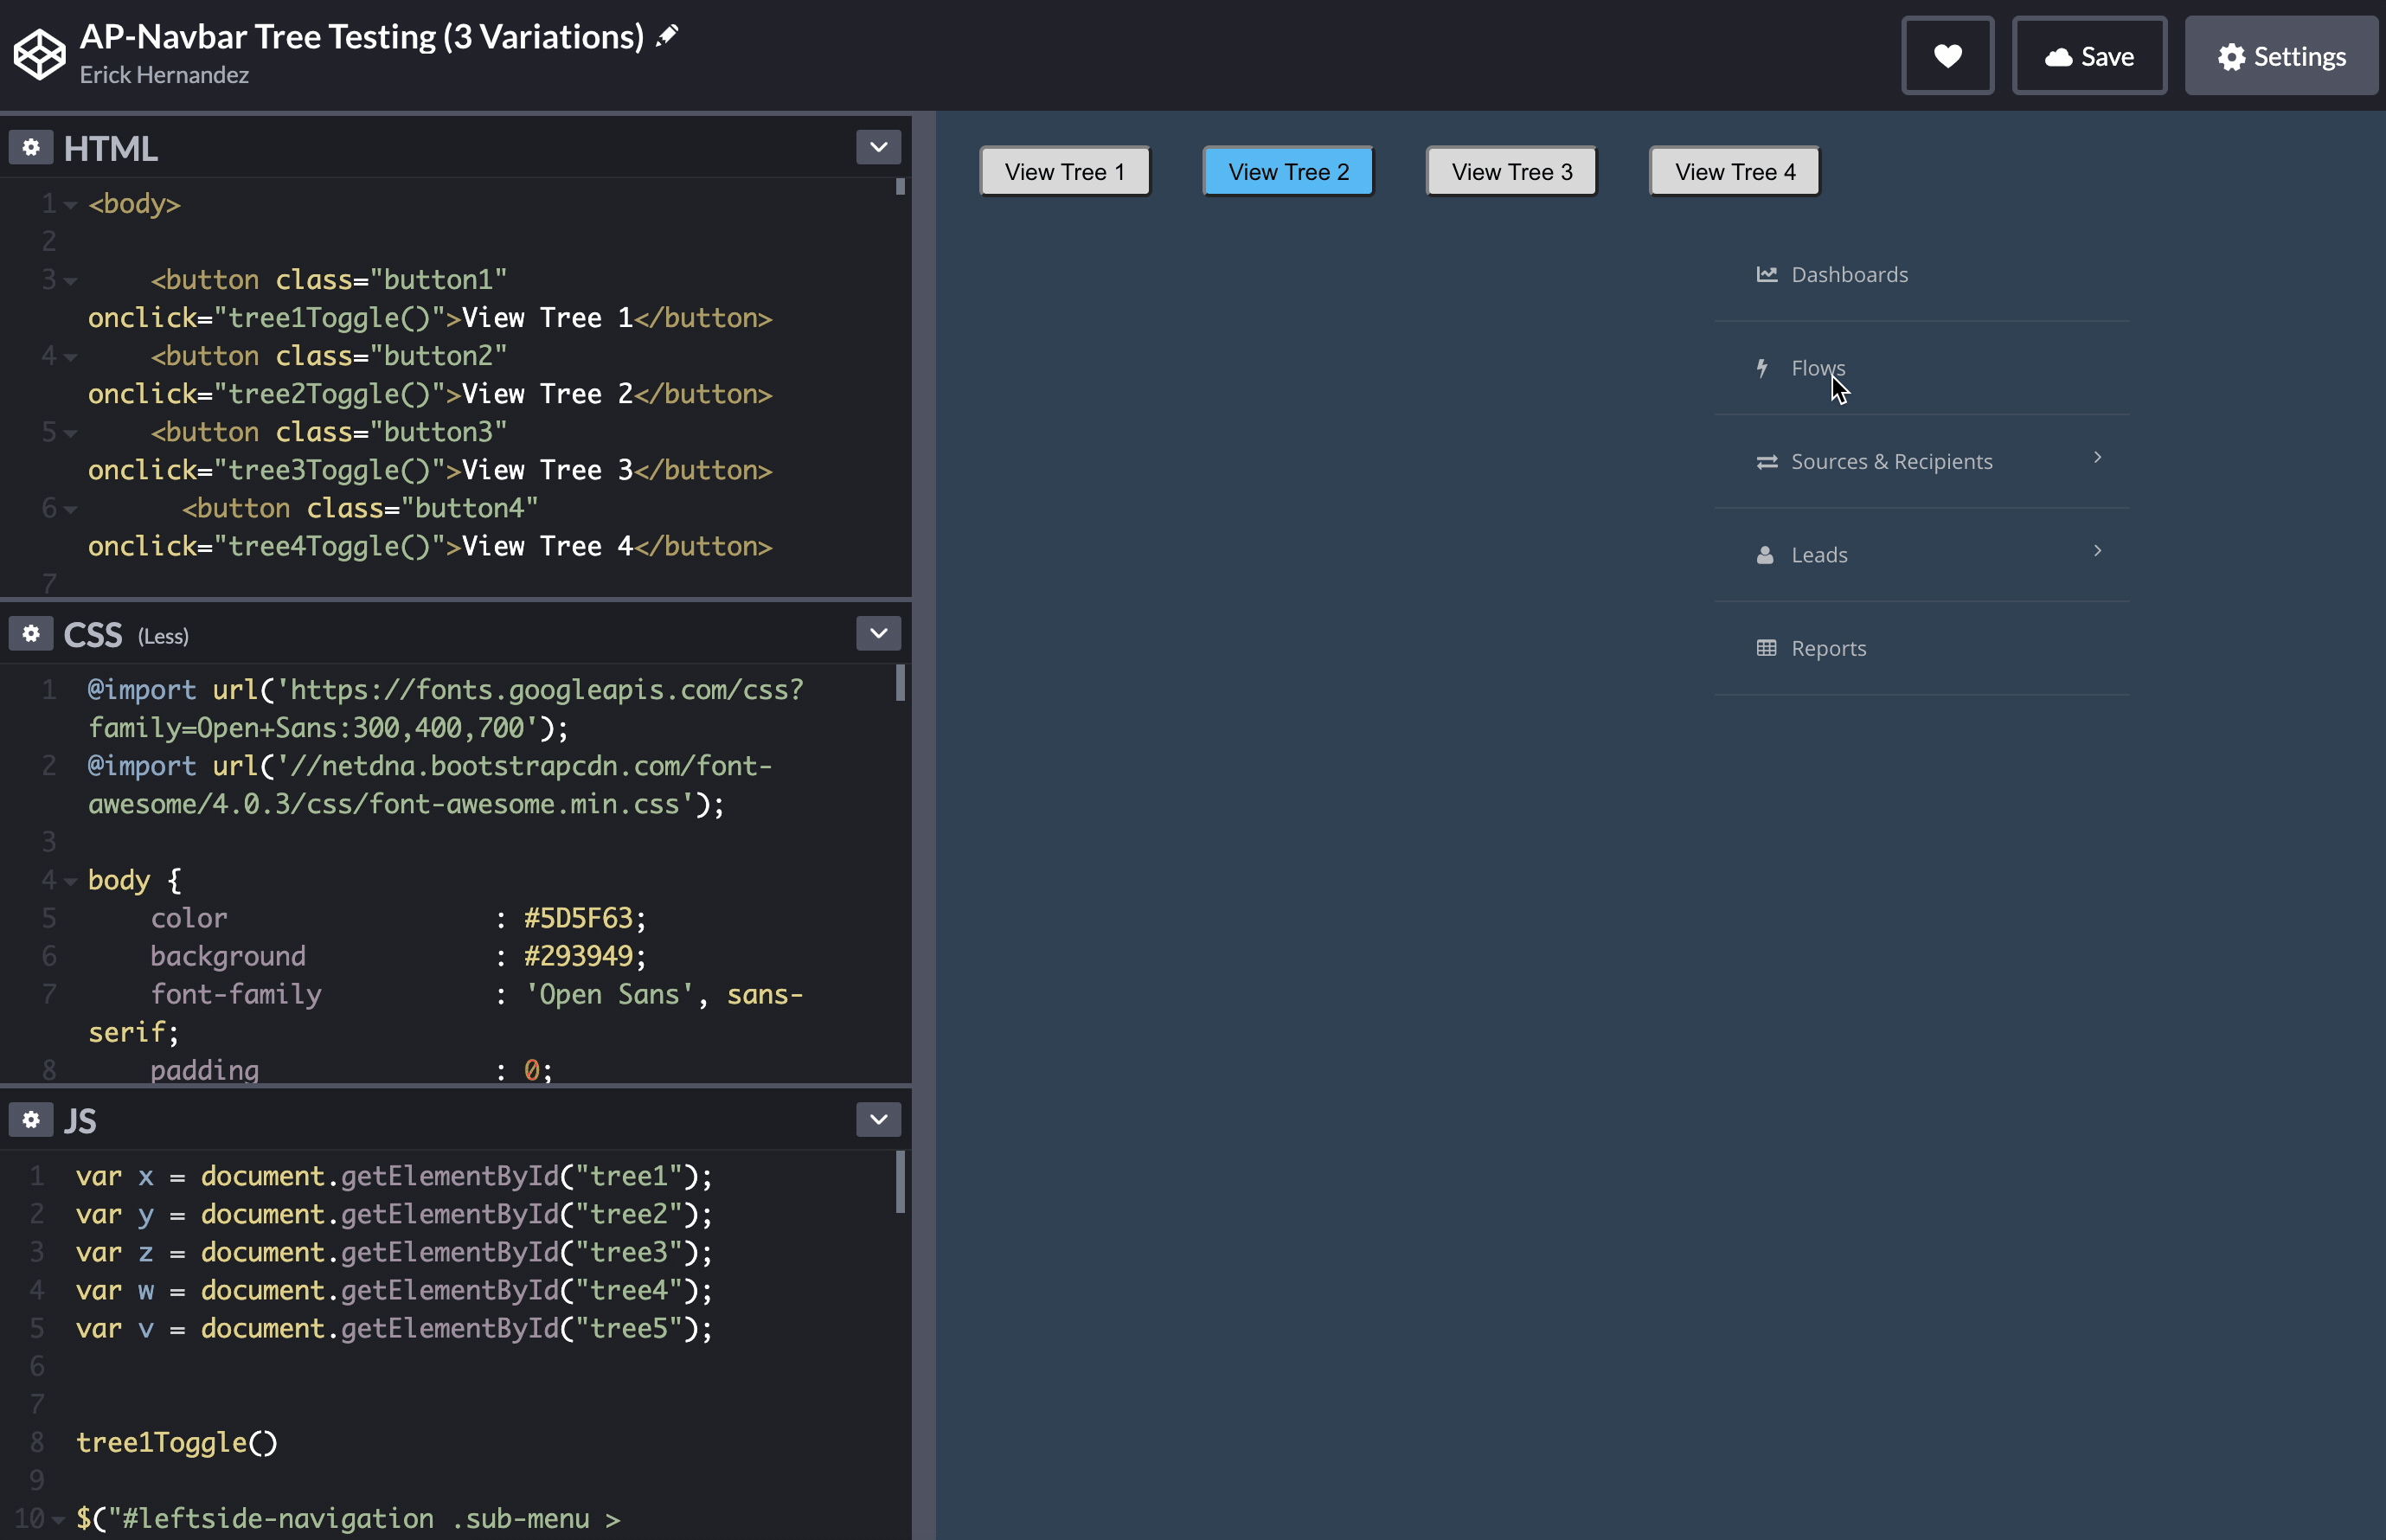 AP-Navbar Tree Testing (3 Variations)
Erick Hernandez
Save
Settings
HTML
1 <body>
2
3 <button class="button1"
onclick="tree1Toggle()">View Tree 1</button>
4 <button class="button2"
onclick="tree2Toggle()">View Tree 2</button>
5 <button class="button3"
onclick="tree3Toggle()">View Tree 3</button>
6 <button class="button4"
onclick="tree4Toggle()">View Tree 4</button>
7
CSS (Less)
1 @import url('https://fonts.googleapis.com/css?
family=Open+Sans:300,400,700');
2 @import url('//netdna.bootstrapcdn.com/font-
awesome/4.0.3/css/font-awesome.min.css');
3
4 body {
5 color : #5D5F63;
6 background : #293949;
7 font-family : 'Open Sans', sans-
serif;
8 padding : 0;
JS
1 var x = document.getElementById("tree1");
2 var y = document.getElementById("tree2");
3 var z = document.getElementById("tree3");
4 var w = document.getElementById("tree4");
5 var v = document.getElementById("tree5");
6
7
8 tree1Toggle()
9
10 $("#leftside-navigation .sub-menu >
View Tree 1
View Tree 2
View Tree 3
View Tree 4
Dashboards
Flows
Sources & Recipients
Leads
Reports